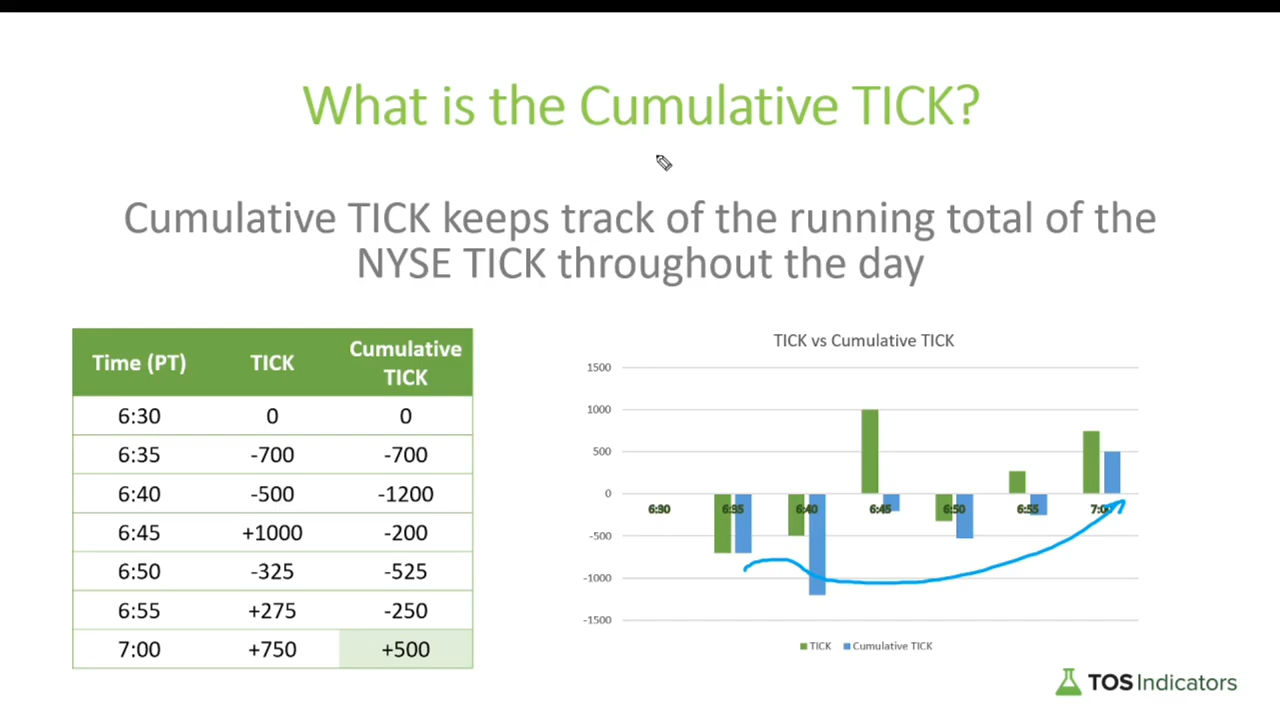 What is the Cumulative TICK?
Cumulative TICK keeps track of the running total of the
NYSE TICK throughout the day
Time (PT) TICK Cumulative TICK
6:30 0 0
6:35 -700 -700
6:40 -500 -1200
6:45 +1000 -200
6:50 -325 -525
6:55 +275 -250
7:00 +750 +500
TICK vs Cumulative TICK
1500
1000
500
0
6:30 6:35 6:40 6:45 6:50 6:55 7:00
-500
-1000
-1500
TICK Cumulative TICK
TOS Indicators